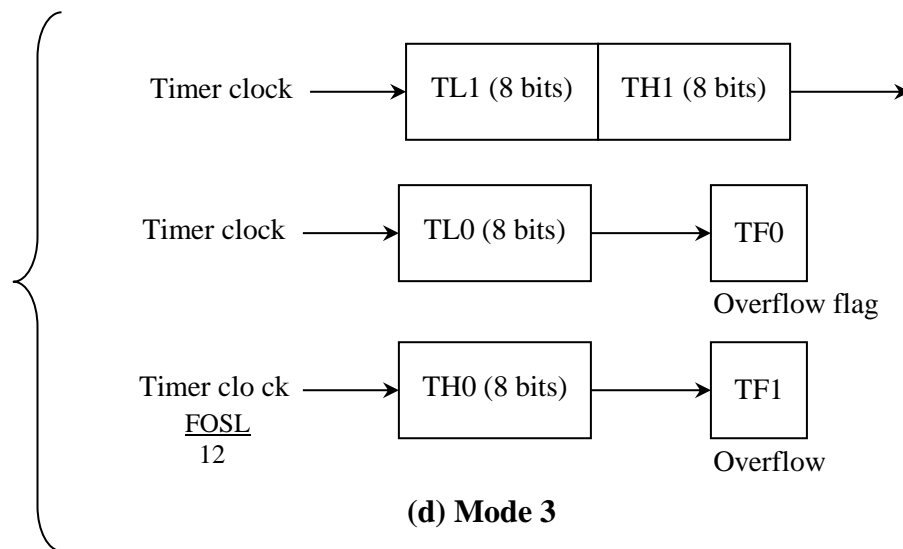 Timer clock
TL1 (8 bits)
TH1 (8 bits)
Timer clock
TL0 (8 bits)
TF0
Overflow flag
Timer clo ck
FOSL
12
TH0 (8 bits)
TF1
Overflow
(d) Mode 3